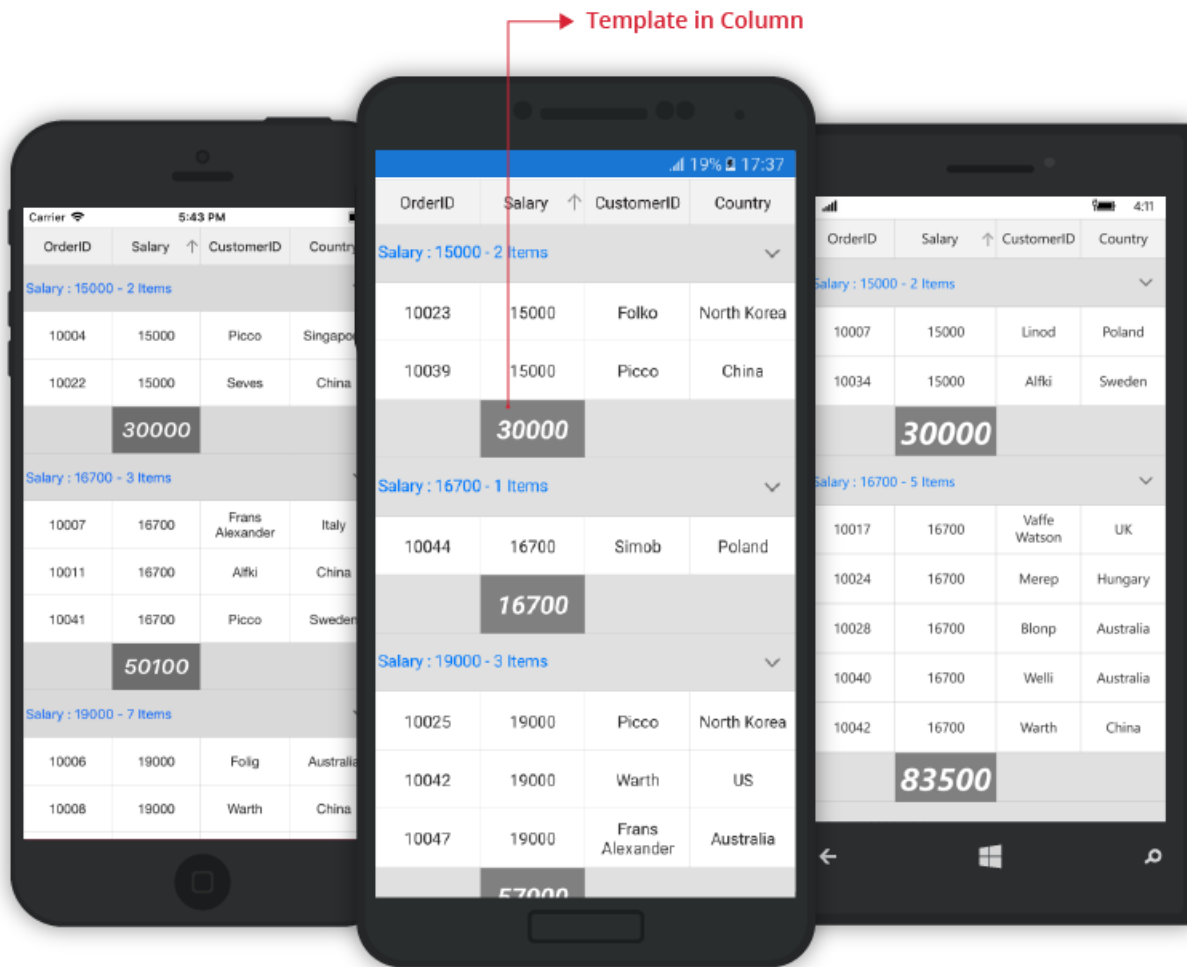 Template in Column
Carrier 5:43 PM
OrderID Salary CustomerID Country
Salary : 15000 - 2 Items
10004 15000 Picco Singapo
10022 15000 Seves China
30000
Salary : 16700 - 3 Items
10007 16700 Frans Alexander Italy
10011 16700 Alfki China
10041 16700 Picco Sweden
50100
Salary : 19000 - 7 Items
10006 19000 Folig Australia
10008 19000 Warth China
19% 17:37
OrderID Salary CustomerID Country
Salary : 15000 - 2 Items
10023 15000 Folko North Korea
10039 15000 Picco China
30000
Salary : 16700 - 1 Items
10044 16700 Simob Poland
16700
Salary : 19000 - 3 Items
10025 19000 Picco North Korea
10042 19000 Warth US
10047 19000 Frans Alexander Australia
57000
4:11
OrderID Salary CustomerID Country
Salary : 15000 - 2 Items
10007 15000 Linod Poland
10034 15000 Alfki Sweden
30000
Salary : 16700 - 5 Items
10017 16700 Vaffe Watson UK
10024 16700 Merep Hungary
10028 16700 Blonp Australia
10040 16700 Welli Australia
10042 16700 Warth China
83500